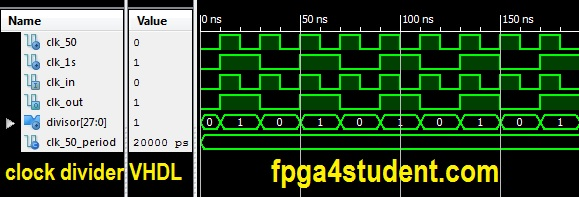 Name Value 0 ns 50 ns 100 ns 150 ns
clk_50 0
clk_1s 1
clk_in 0
clk_out 1
divisor[27:0] 1 0 1 0 1 0 1 0 1 0 1
clk_50_period 20000 ps
clock divider VHDL fpga4student.com